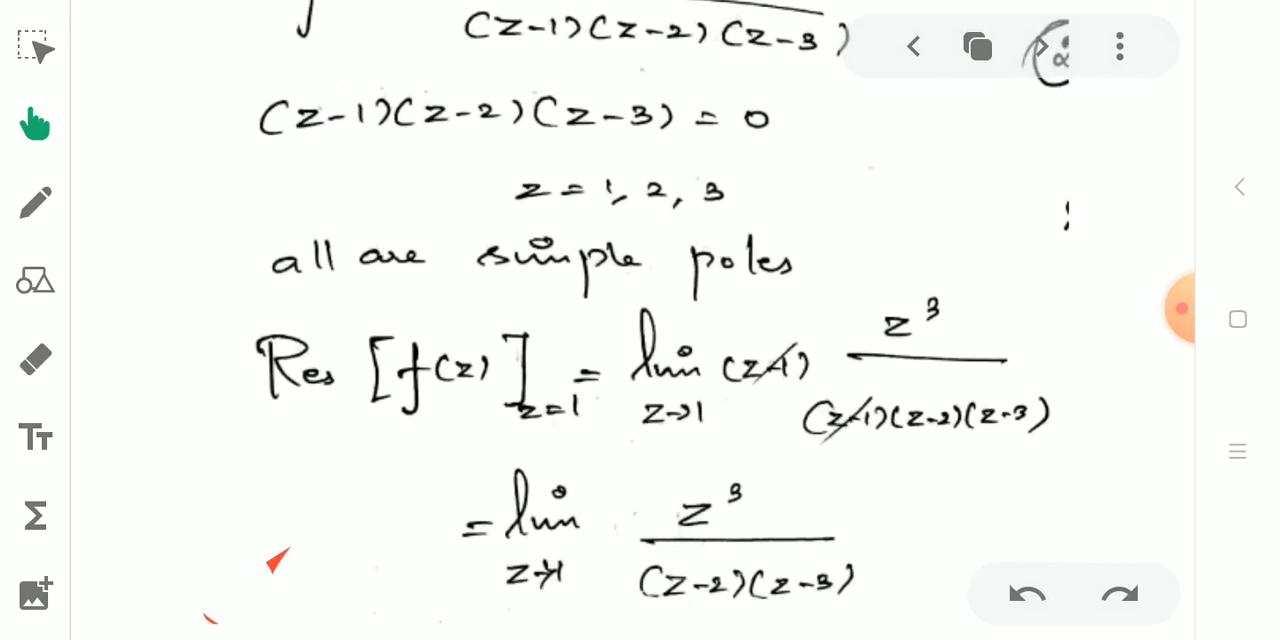 (z-1)(z-2)(z-3)
(z-1)(z-2)(z-3) = 0
z = 1, 2, 3
all are simple poles
Res [f(z)]z=1 = lim z→1 (z-1) z³ / (z-1)(z-2)(z-3)
= lim z→1 z³ / (z-2)(z-3)